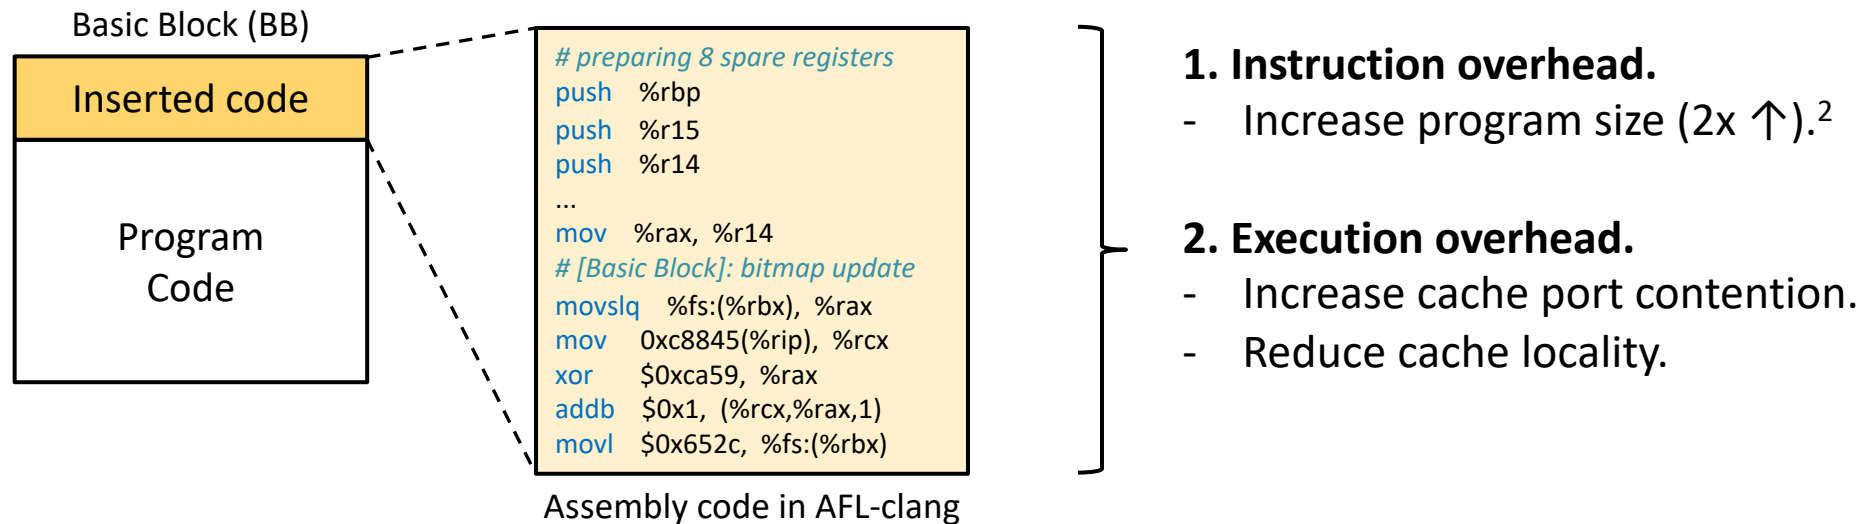 Basic Block (BB)
Inserted code
Program
Code
# preparing 8 spare registers
push %rbp
push %r15
push %r14
...
mov %rax, %r14
# [Basic Block]: bitmap update
movslq %fs:(%rbx), %rax
mov 0xc8845(%rip), %rcx
xor $0xca59, %rax
addb $0x1, (%rcx,%rax,1)
movl $0x652c, %fs:(%rbx)
Assembly code in AFL-clang
1. Instruction overhead.
- Increase program size (2x ↑).²
2. Execution overhead.
- Increase cache port contention.
- Reduce cache locality.